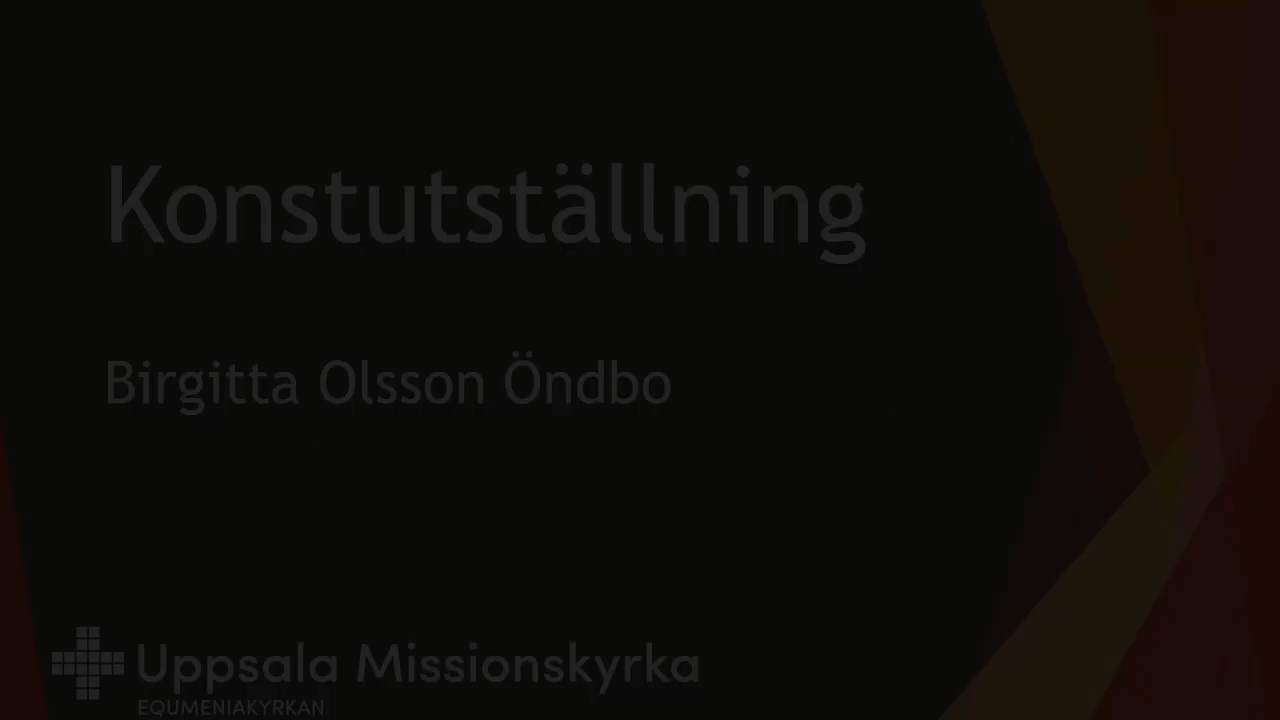 Konstutställning
Birgitta Olsson Öndbo
Uppsala Missionskyrka
EQUMENIAKYRKAN